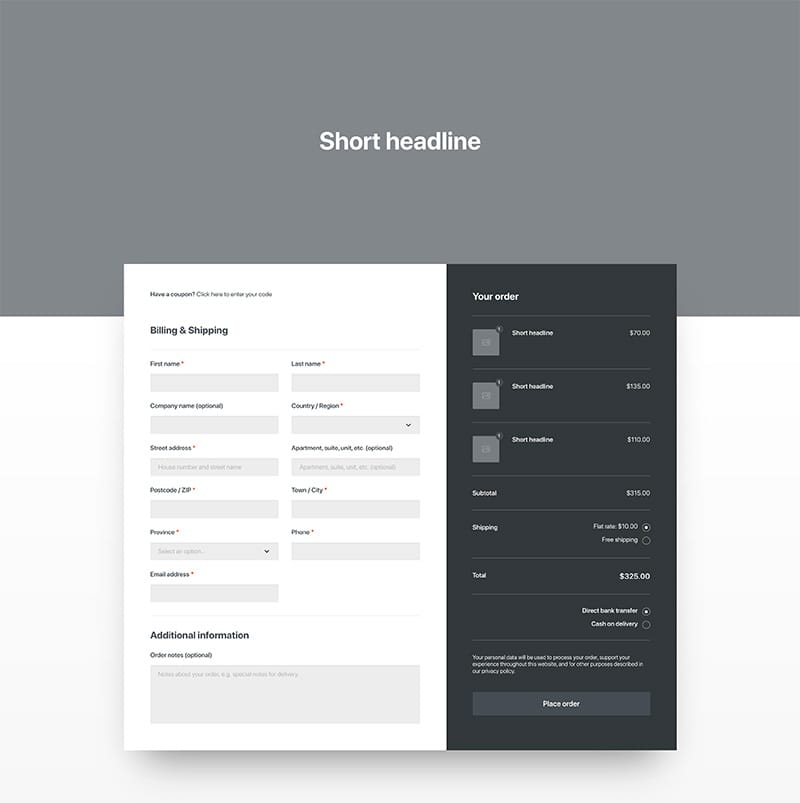 Short headline
Have a coupon? Click here to enter your code
Billing & Shipping
First name *
Last name *
Company name (optional)
Country / Region *
Street address *
Apartment, suite, unit, etc. (optional)
House number and street name
Apartment, suite, unit, etc. (optional)
Postcode / ZIP *
Town / City *
Province *
Phone *
Select an option...
Email address *
Additional information
Order notes (optional)
Notes about your order, e.g. special notes for delivery.
Your order
1
Short headline
$70.00
1
Short headline
$135.00
1
Short headline
$110.00
Subtotal
$315.00
Shipping
Flat rate: $10.00
Free shipping
Total
$325.00
Direct bank transfer
Cash on delivery
Your personal data will be used to process your order, support your
experience throughout this website, and for other purposes described in
our privacy policy.
Place order